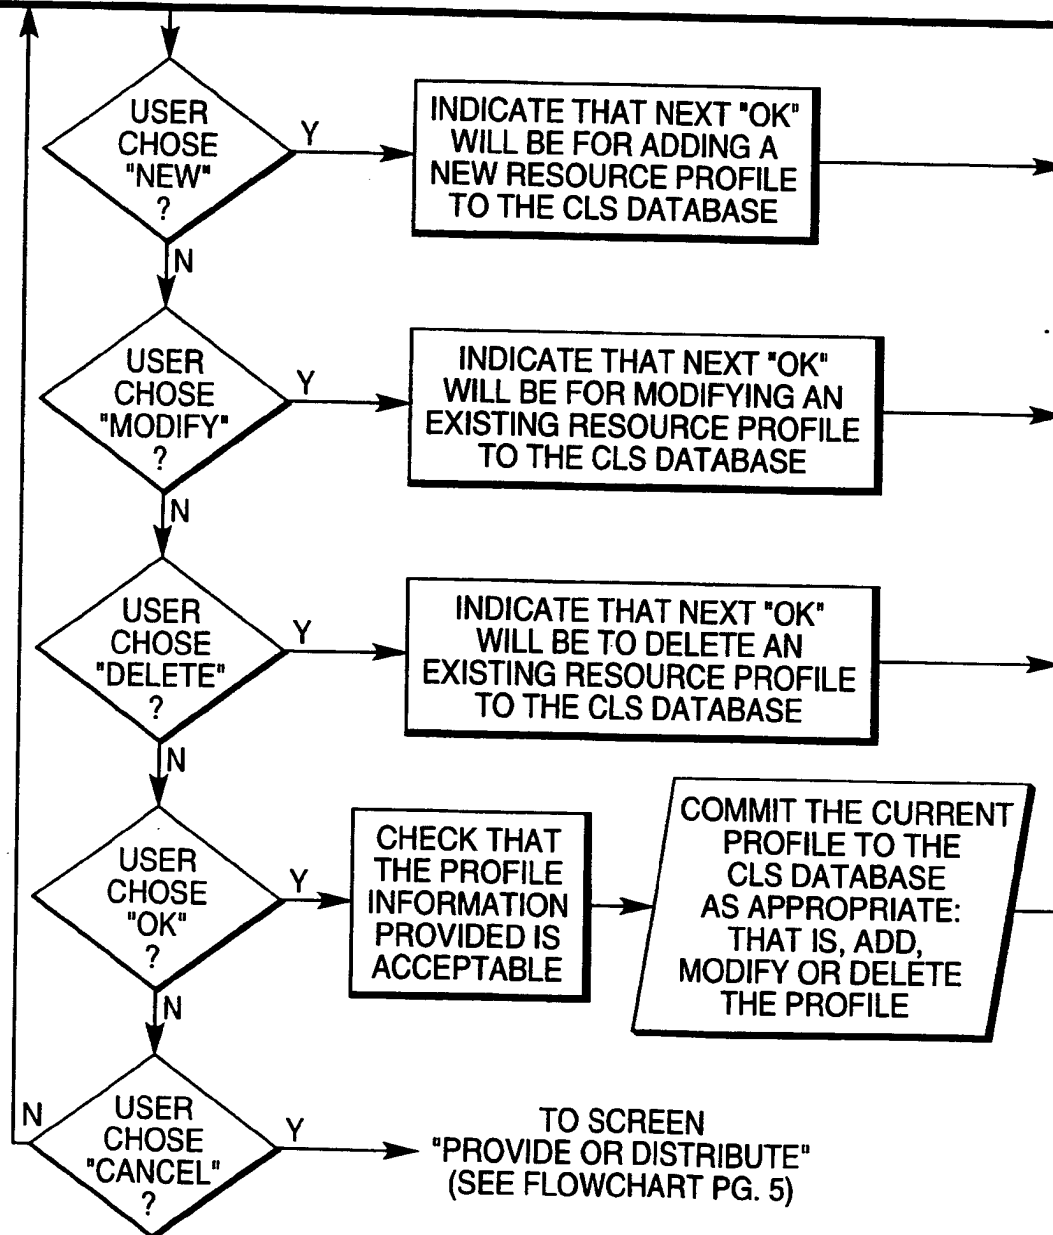 USER
CHOSE
"NEW"
?
Y
INDICATE THAT NEXT "OK"
WILL BE FOR ADDING A
NEW RESOURCE PROFILE
TO THE CLS DATABASE
N
USER
CHOSE
"MODIFY"
?
Y
INDICATE THAT NEXT "OK"
WILL BE FOR MODIFYING AN
EXISTING RESOURCE PROFILE
TO THE CLS DATABASE
N
USER
CHOSE
"DELETE"
?
Y
INDICATE THAT NEXT "OK"
WILL BE TO DELETE AN
EXISTING RESOURCE PROFILE
TO THE CLS DATABASE
N
USER
CHOSE
"OK"
?
Y
CHECK THAT
THE PROFILE
INFORMATION
PROVIDED IS
ACCEPTABLE
COMMIT THE CURRENT
PROFILE TO THE
CLS DATABASE
AS APPROPRIATE:
THAT IS, ADD,
MODIFY OR DELETE
THE PROFILE
N
N
USER
CHOSE
"CANCEL"
?
Y
TO SCREEN
"PROVIDE OR DISTRIBUTE"
(SEE FLOWCHART PG. 5)